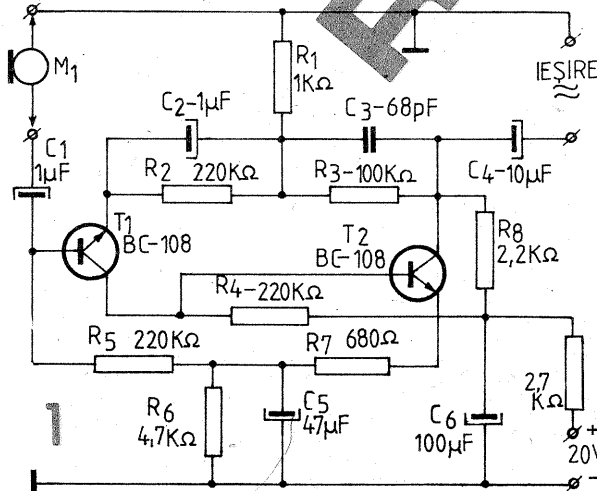 M1
R1
1KΩ
IEŞIRE
C2-1μF
C3-68pF
C1
1μF
R2 220KΩ
R3-100KΩ
C4-10μF
T1
BC-108
T2
BC-108
R8
2,2KΩ
R4-220KΩ
R5 220KΩ
R7 680Ω
R6
4,7KΩ
C5
47μF
C6
100μF
2,7
KΩ
+
20V
-
1